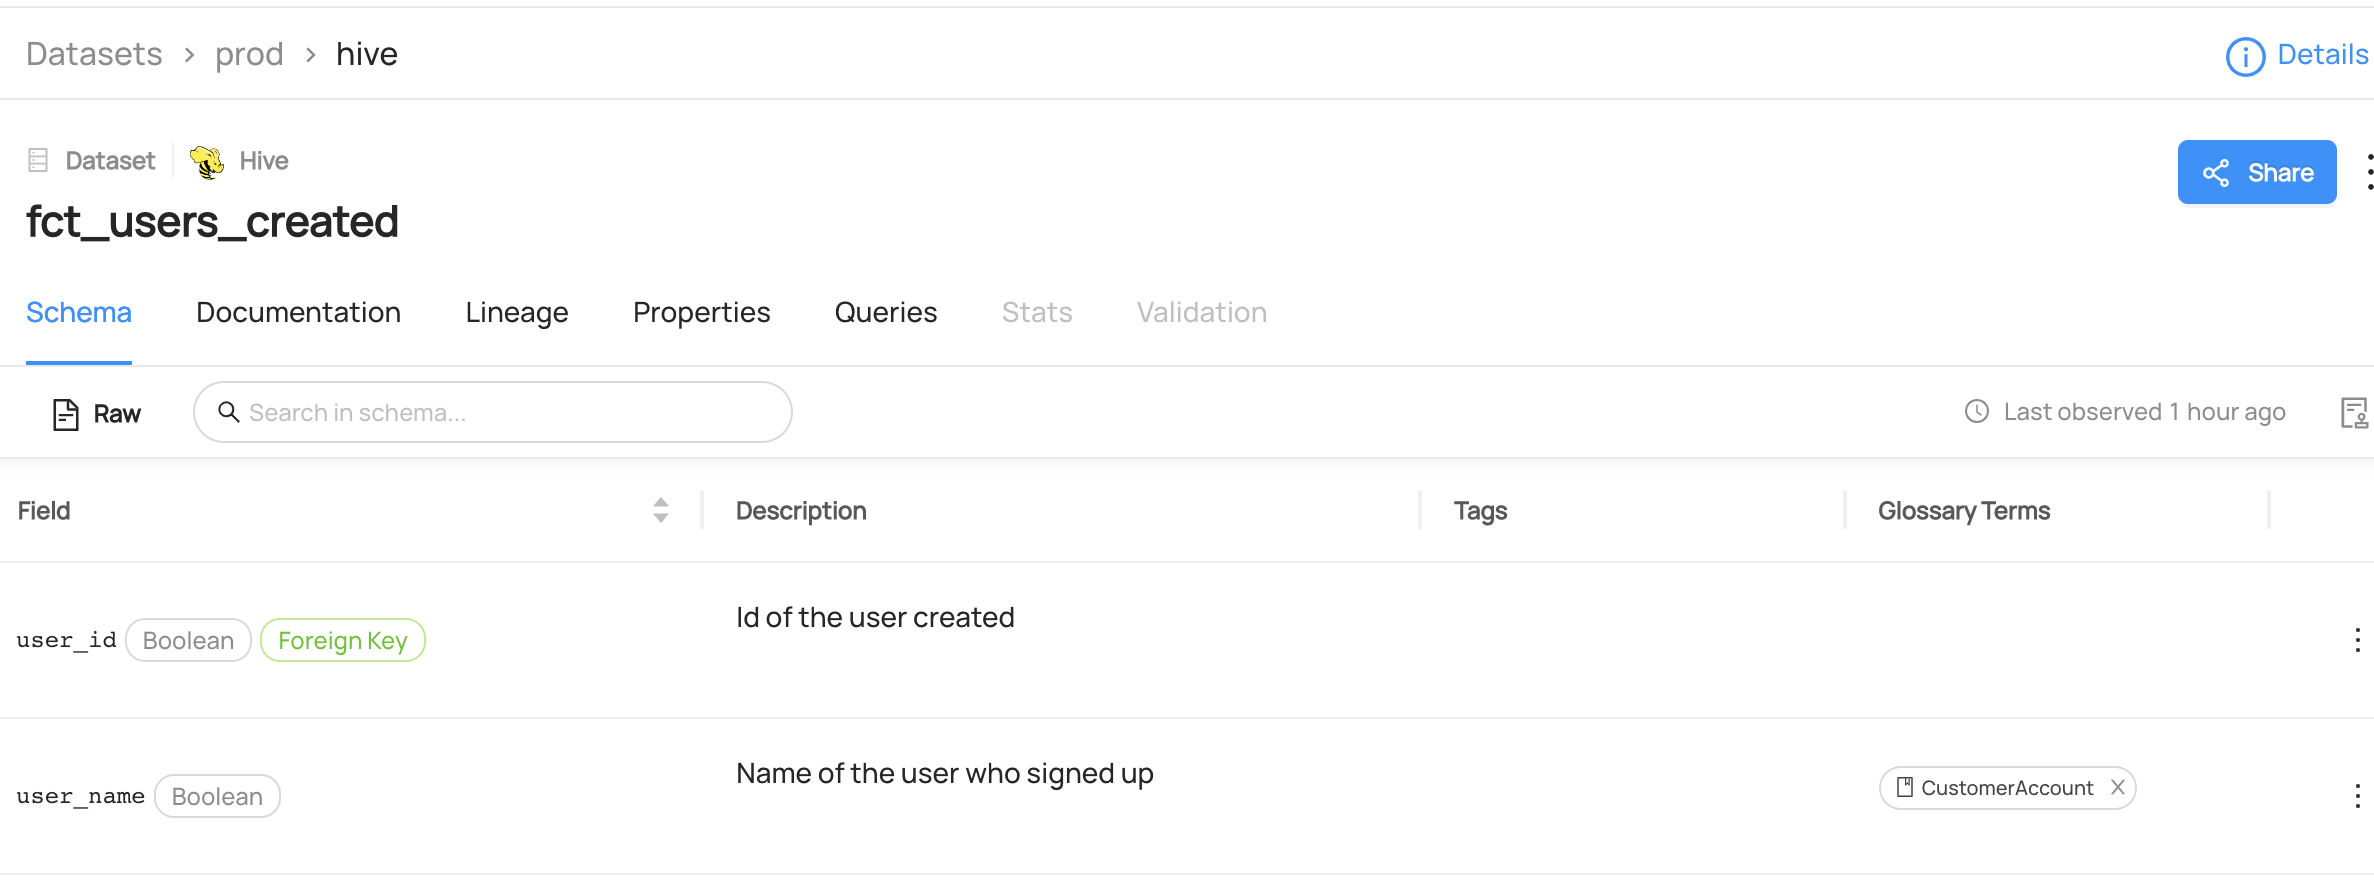 Datasets > prod > hive
Details
Dataset Hive
Share
fct_users_created
Schema Documentation Lineage Properties Queries Stats Validation
Raw Search in schema... Last observed 1 hour ago
Field Description Tags Glossary Terms
user_id Boolean Foreign Key Id of the user created
user_name Boolean Name of the user who signed up CustomerAccount X